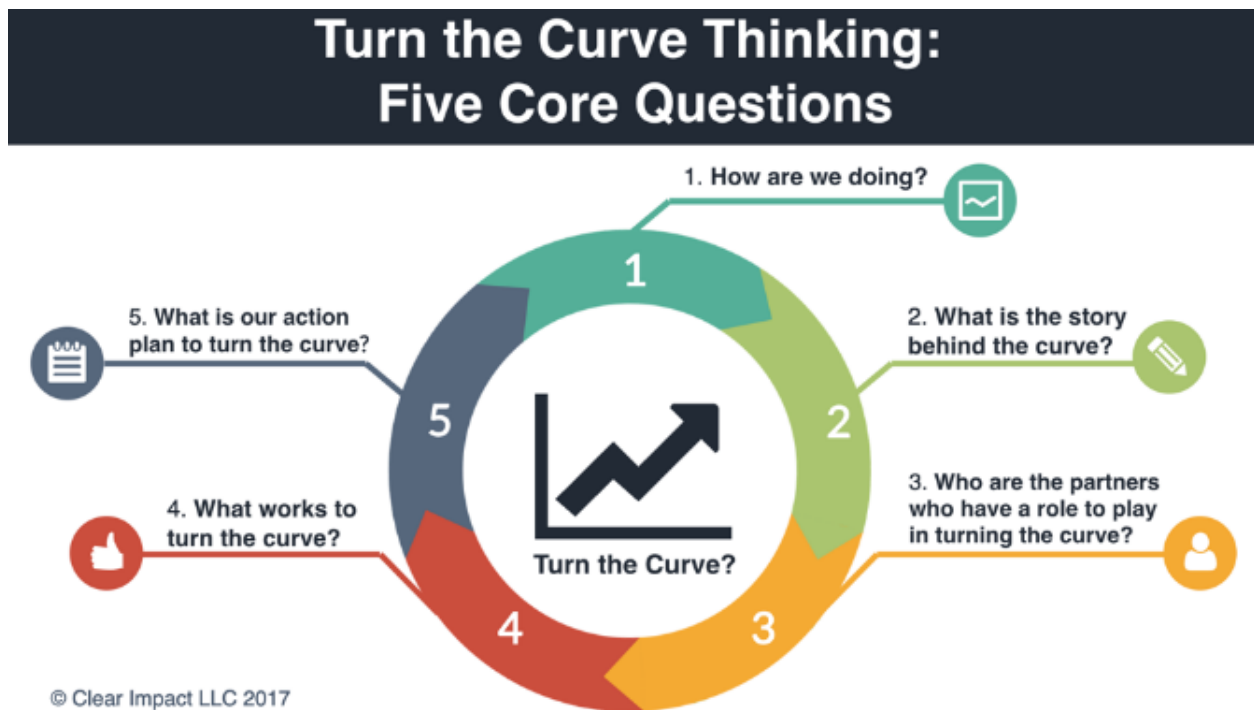 Turn the Curve Thinking:
Five Core Questions
1. How are we doing?
1
2. What is the story
behind the curve?
2
3. Who are the partners
who have a role to play
in turning the curve?
3
4. What works to
turn the curve?
4
5. What is our action
plan to turn the curve?
5
Turn the Curve?
© Clear Impact LLC 2017